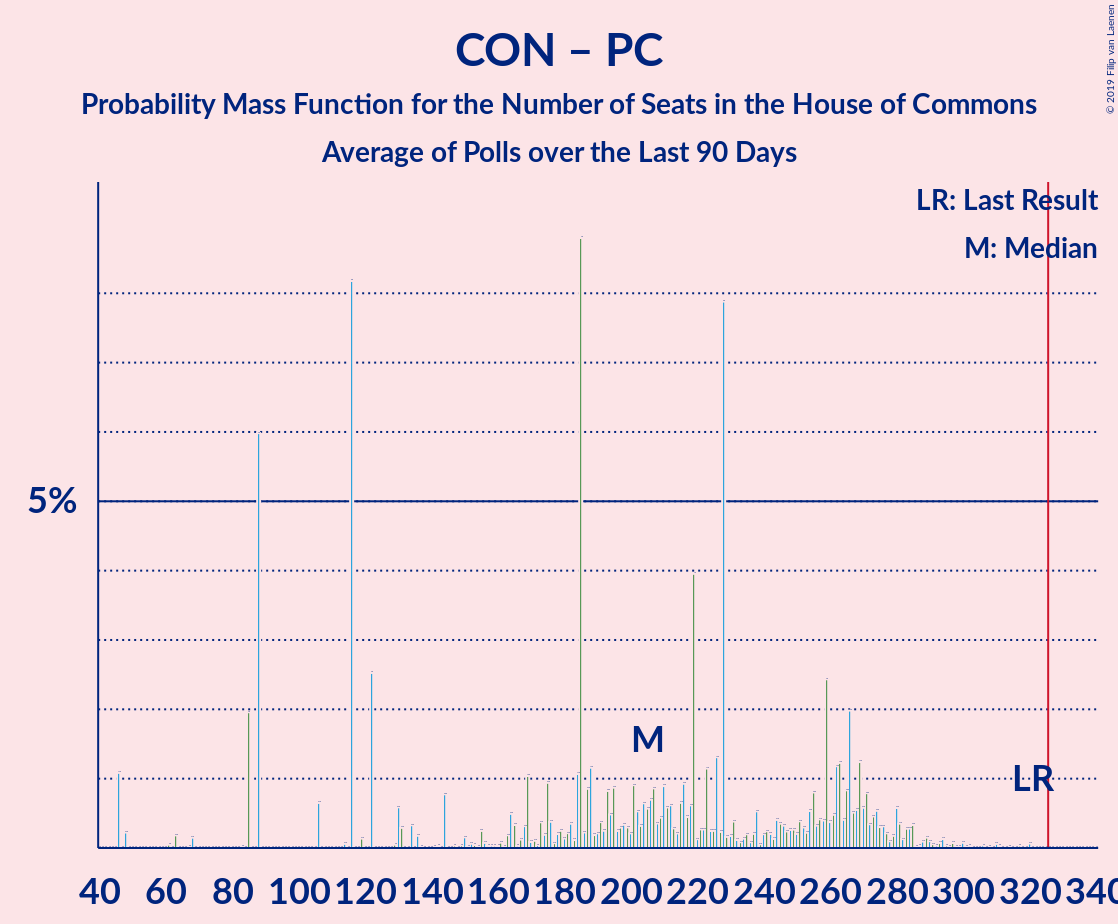 CON – PC
Probability Mass Function for the Number of Seats in the House of Commons
Average of Polls over the Last 90 Days
© 2019 Filip van Laenen
LR: Last Result
M: Median
5%
M
LR
40 60 80 100 120 140 160 180 200 220 240 260 280 300 320 340